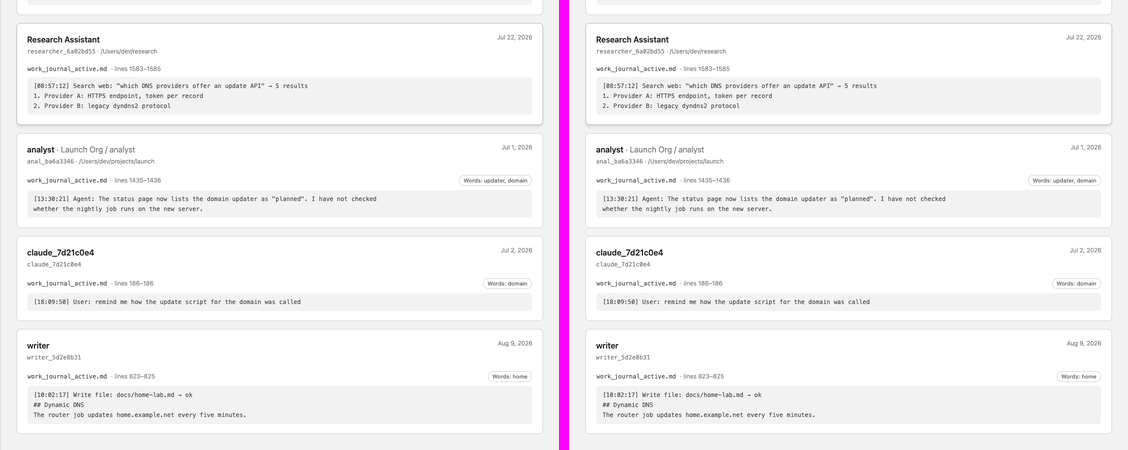 Research Assistant
Jul 22, 2026
researcher_6a02bd55 · /Users/dev/research
work_journal_active.md · lines 1583–1585
[08:57:12] Search web: "which DNS providers offer an update API" → 5 results
1. Provider A: HTTPS endpoint, token per record
2. Provider B: legacy dyndns2 protocol
analyst · Launch Org / analyst
Jul 1, 2026
anal_ba6a3346 · /Users/dev/projects/launch
work_journal_active.md · lines 1435–1436
Words: updater, domain
[13:30:21] Agent: The status page now lists the domain updater as "planned". I have not checked
whether the nightly job runs on the new server.
claude_7d21c0e4
Jul 2, 2026
claude_7d21c0e4
work_journal_active.md · lines 186–186
Words: domain
[18:09:50] User: remind me how the update script for the domain was called
writer
Aug 9, 2026
writer_5d2e8b31
work_journal_active.md · lines 823–825
Words: home
[10:02:17] Write file: docs/home-lab.md → ok
## Dynamic DNS
The router job updates home.example.net every five minutes.
Research Assistant
Jul 22, 2026
researcher_6a02bd55 · /Users/dev/research
work_journal_active.md · lines 1583–1585
[08:57:12] Search web: "which DNS providers offer an update API" → 5 results
1. Provider A: HTTPS endpoint, token per record
2. Provider B: legacy dyndns2 protocol
analyst · Launch Org / analyst
Jul 1, 2026
anal_ba6a3346 · /Users/dev/projects/launch
work_journal_active.md · lines 1435–1436
Words: updater, domain
[13:30:21] Agent: The status page now lists the domain updater as "planned". I have not checked
whether the nightly job runs on the new server.
claude_7d21c0e4
Jul 2, 2026
claude_7d21c0e4
work_journal_active.md · lines 186–186
Words: domain
[18:09:50] User: remind me how the update script for the domain was called
writer
Aug 9, 2026
writer_5d2e8b31
work_journal_active.md · lines 823–825
Words: home
[10:02:17] Write file: docs/home-lab.md → ok
## Dynamic DNS
The router job updates home.example.net every five minutes.